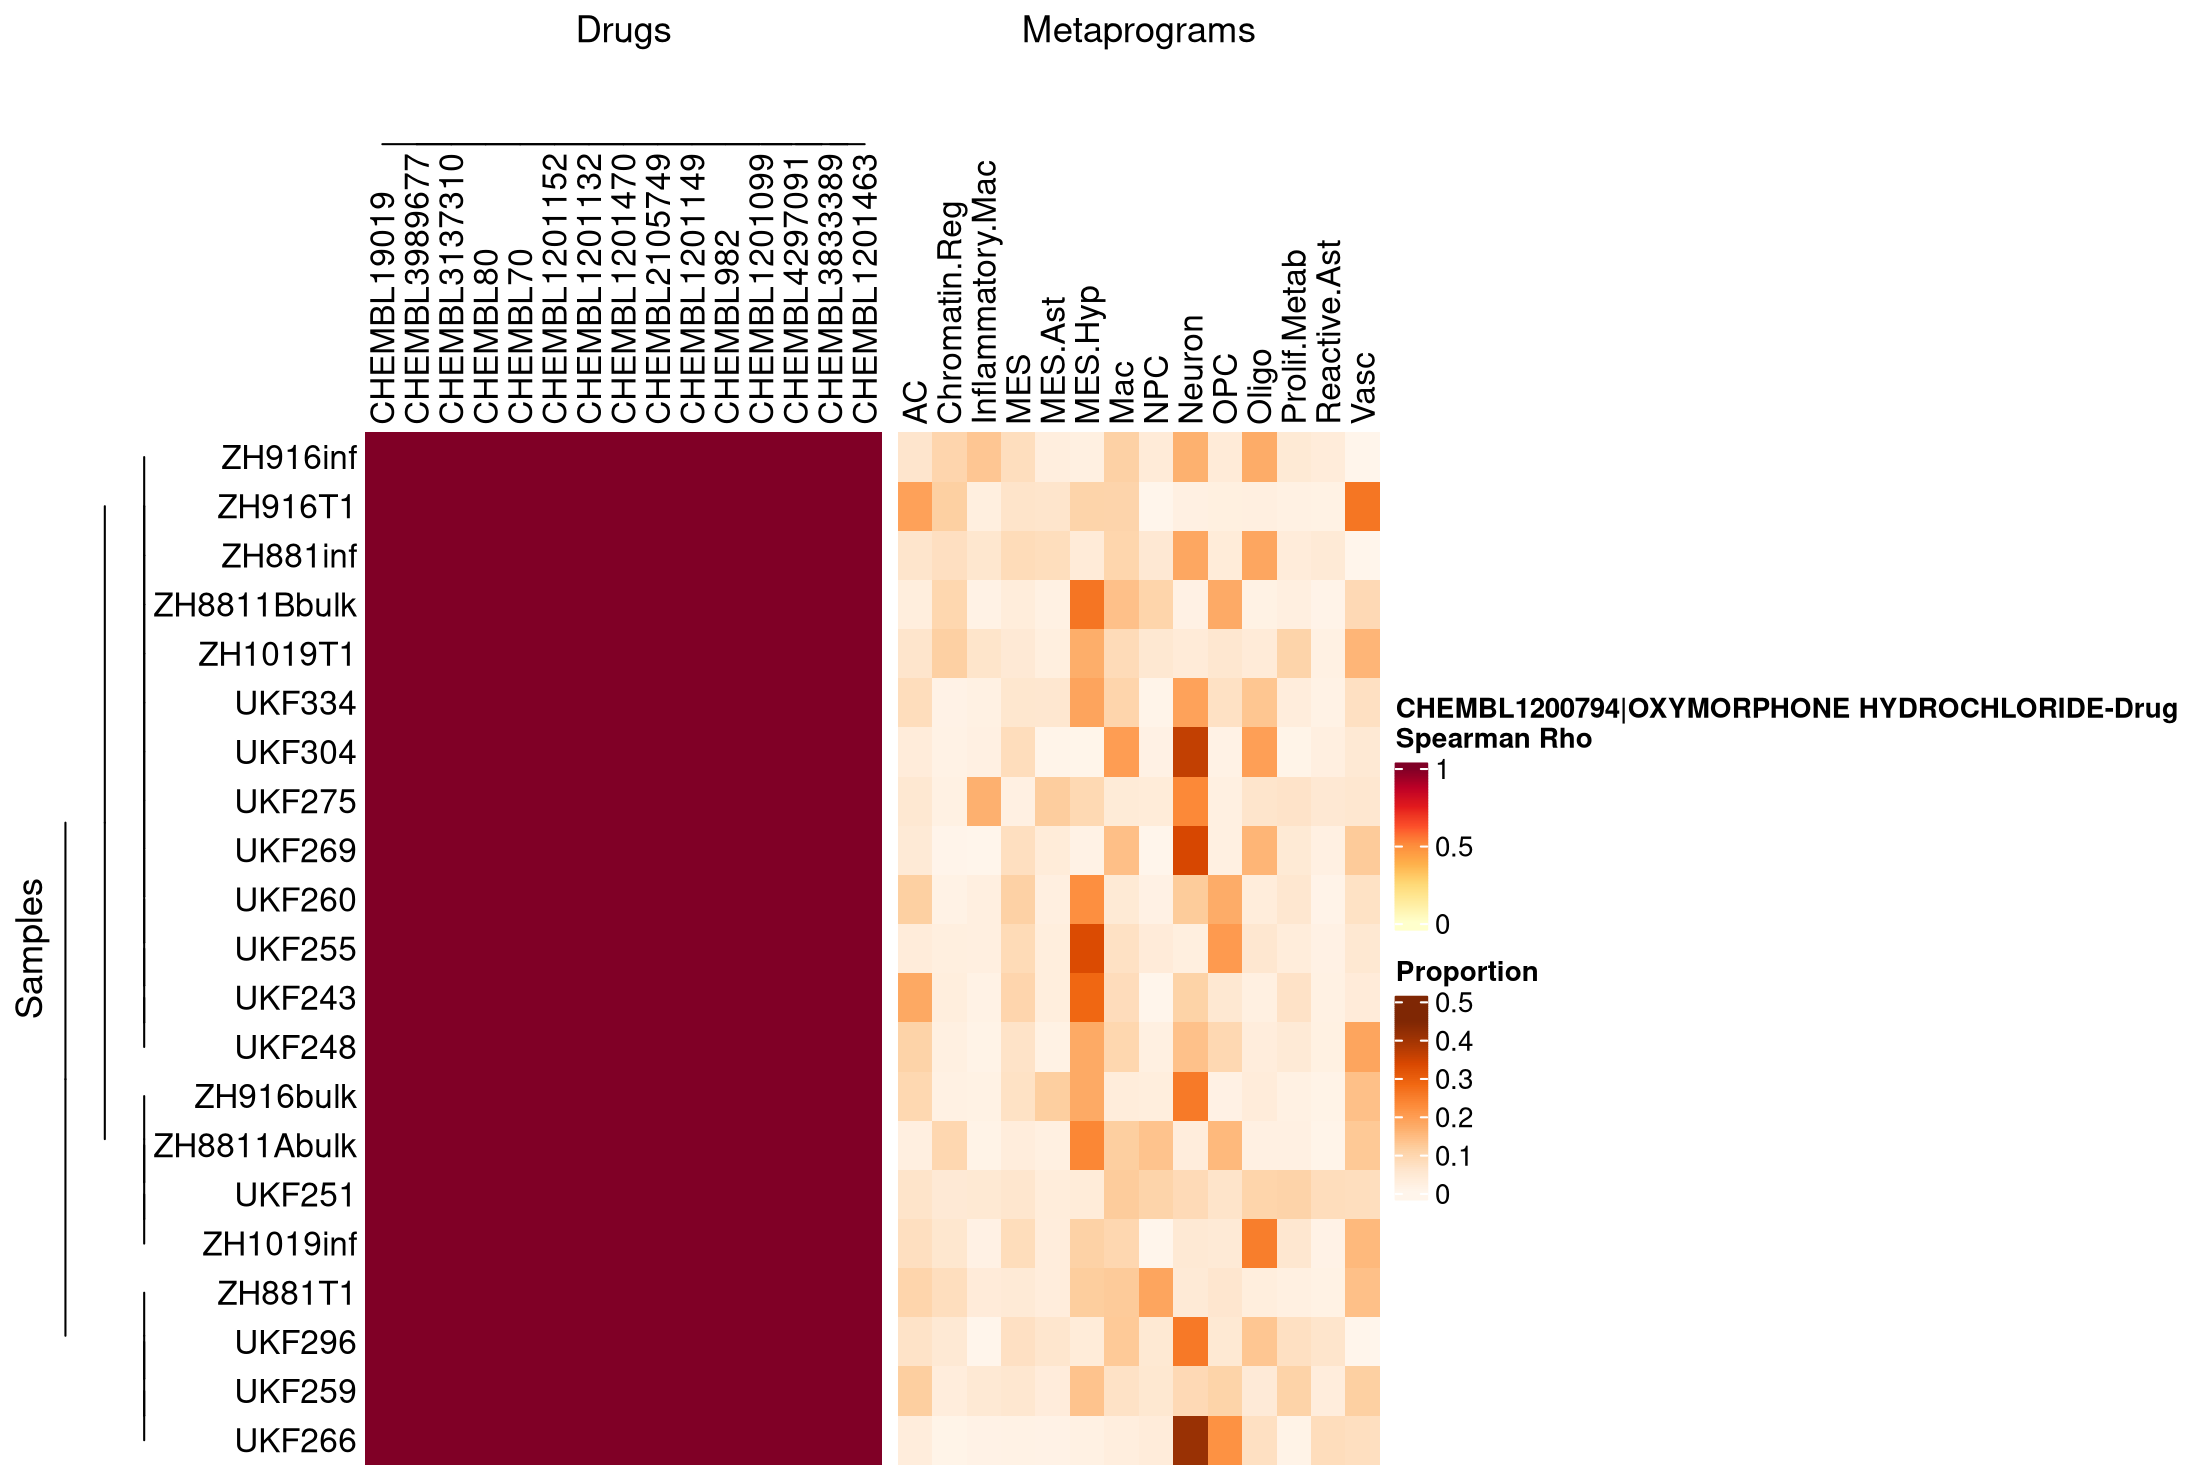 Drugs
Metaprograms
CHEMBL19019
CHEMBL3989677
CHEMBL3137310
CHEMBL80
CHEMBL70
CHEMBL1201152
CHEMBL1201132
CHEMBL1201470
CHEMBL2105749
CHEMBL1201149
CHEMBL982
CHEMBL1201099
CHEMBL4297091
CHEMBL3833389
CHEMBL1201463
AC
Chromatin.Reg
Inflammatory.Mac
MES
MES.Ast
MES.Hyp
Mac
NPC
Neuron
OPC
Oligo
Prolif.Metab
Reactive.Ast
Vasc
Samples
ZH916inf
ZH916T1
ZH881inf
ZH8811Bbulk
ZH1019T1
UKF334
UKF304
UKF275
UKF269
UKF260
UKF255
UKF243
UKF248
ZH916bulk
ZH8811Abulk
UKF251
ZH1019inf
ZH881T1
UKF296
UKF259
UKF266
CHEMBL1200794|OXYMORPHONE HYDROCHLORIDE-Drug
Spearman Rho
1
0.5
0
Proportion
0.5
0.4
0.3
0.2
0.1
0